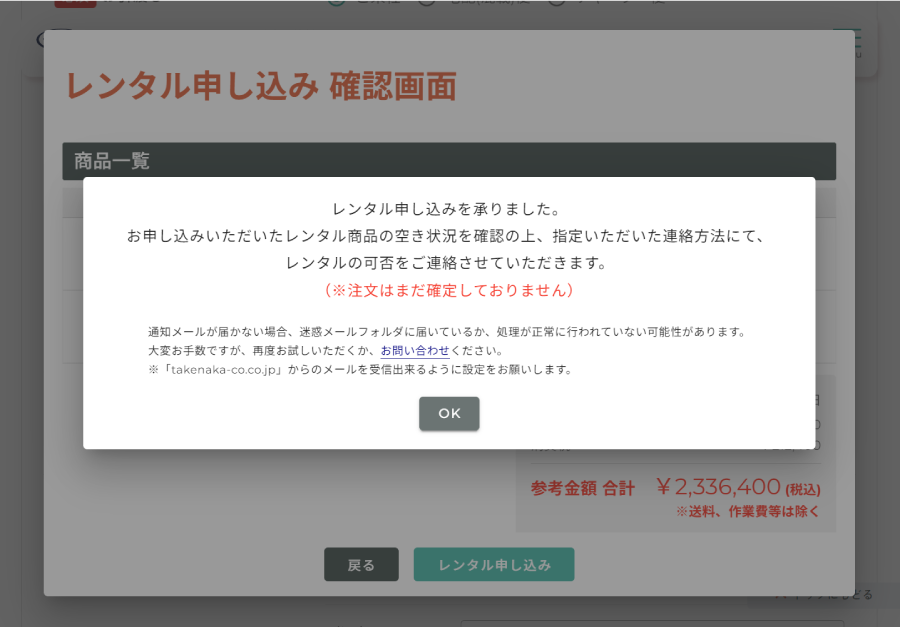 レンタル申し込み 確認画面
商品一覧
レンタル申し込みを承りました。
お申し込みいただいたレンタル商品の空き状況を確認の上、指定いただいた連絡方法にて、
レンタルの可否をご連絡させていただきます。
（※注文はまだ確定しておりません）
通知メールが届かない場合、迷惑メールフォルダに届いているか、処理が正常に行われていない可能性があります。
大変お手数ですが、再度お試しいただくか、お問い合わせください。
※「takenaka-co.co.jp」からのメールを受信出来るように設定をお願いします。
OK
参考金額 合計 ￥2,336,400 (税込)
※送料、作業費等は除く
戻る レンタル申し込み